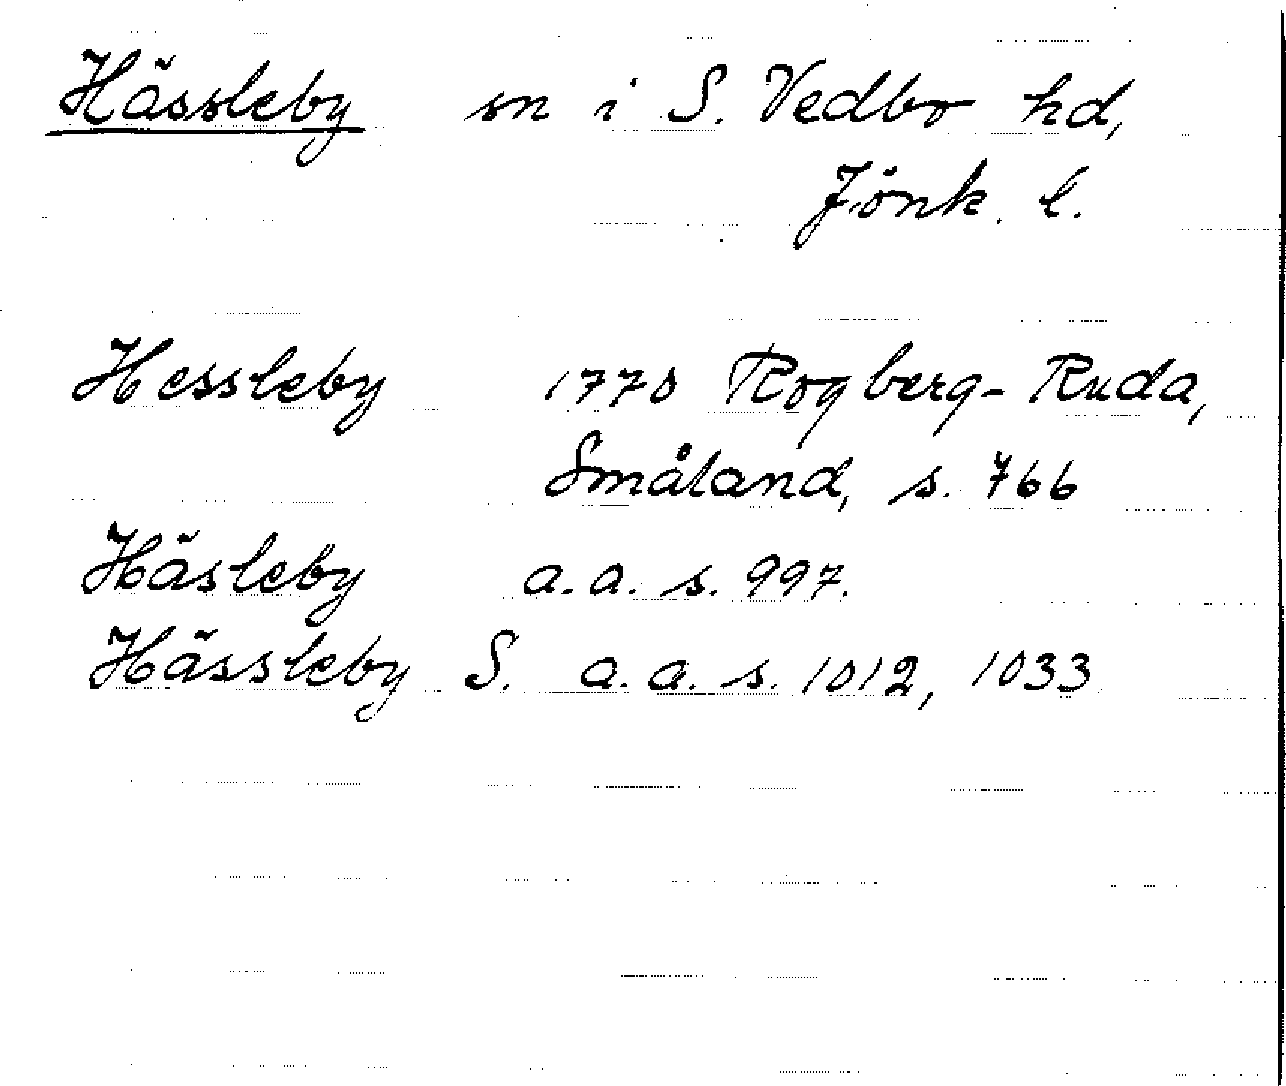 Hässleby sn i S. Vedbo hd,
Jönk. l.
Hessleby 1770 Rogberg-Ruda,
Småland, s. 766
Häsleby a.a. s. 997.
Hässleby S. a.a. s. 1012, 1033